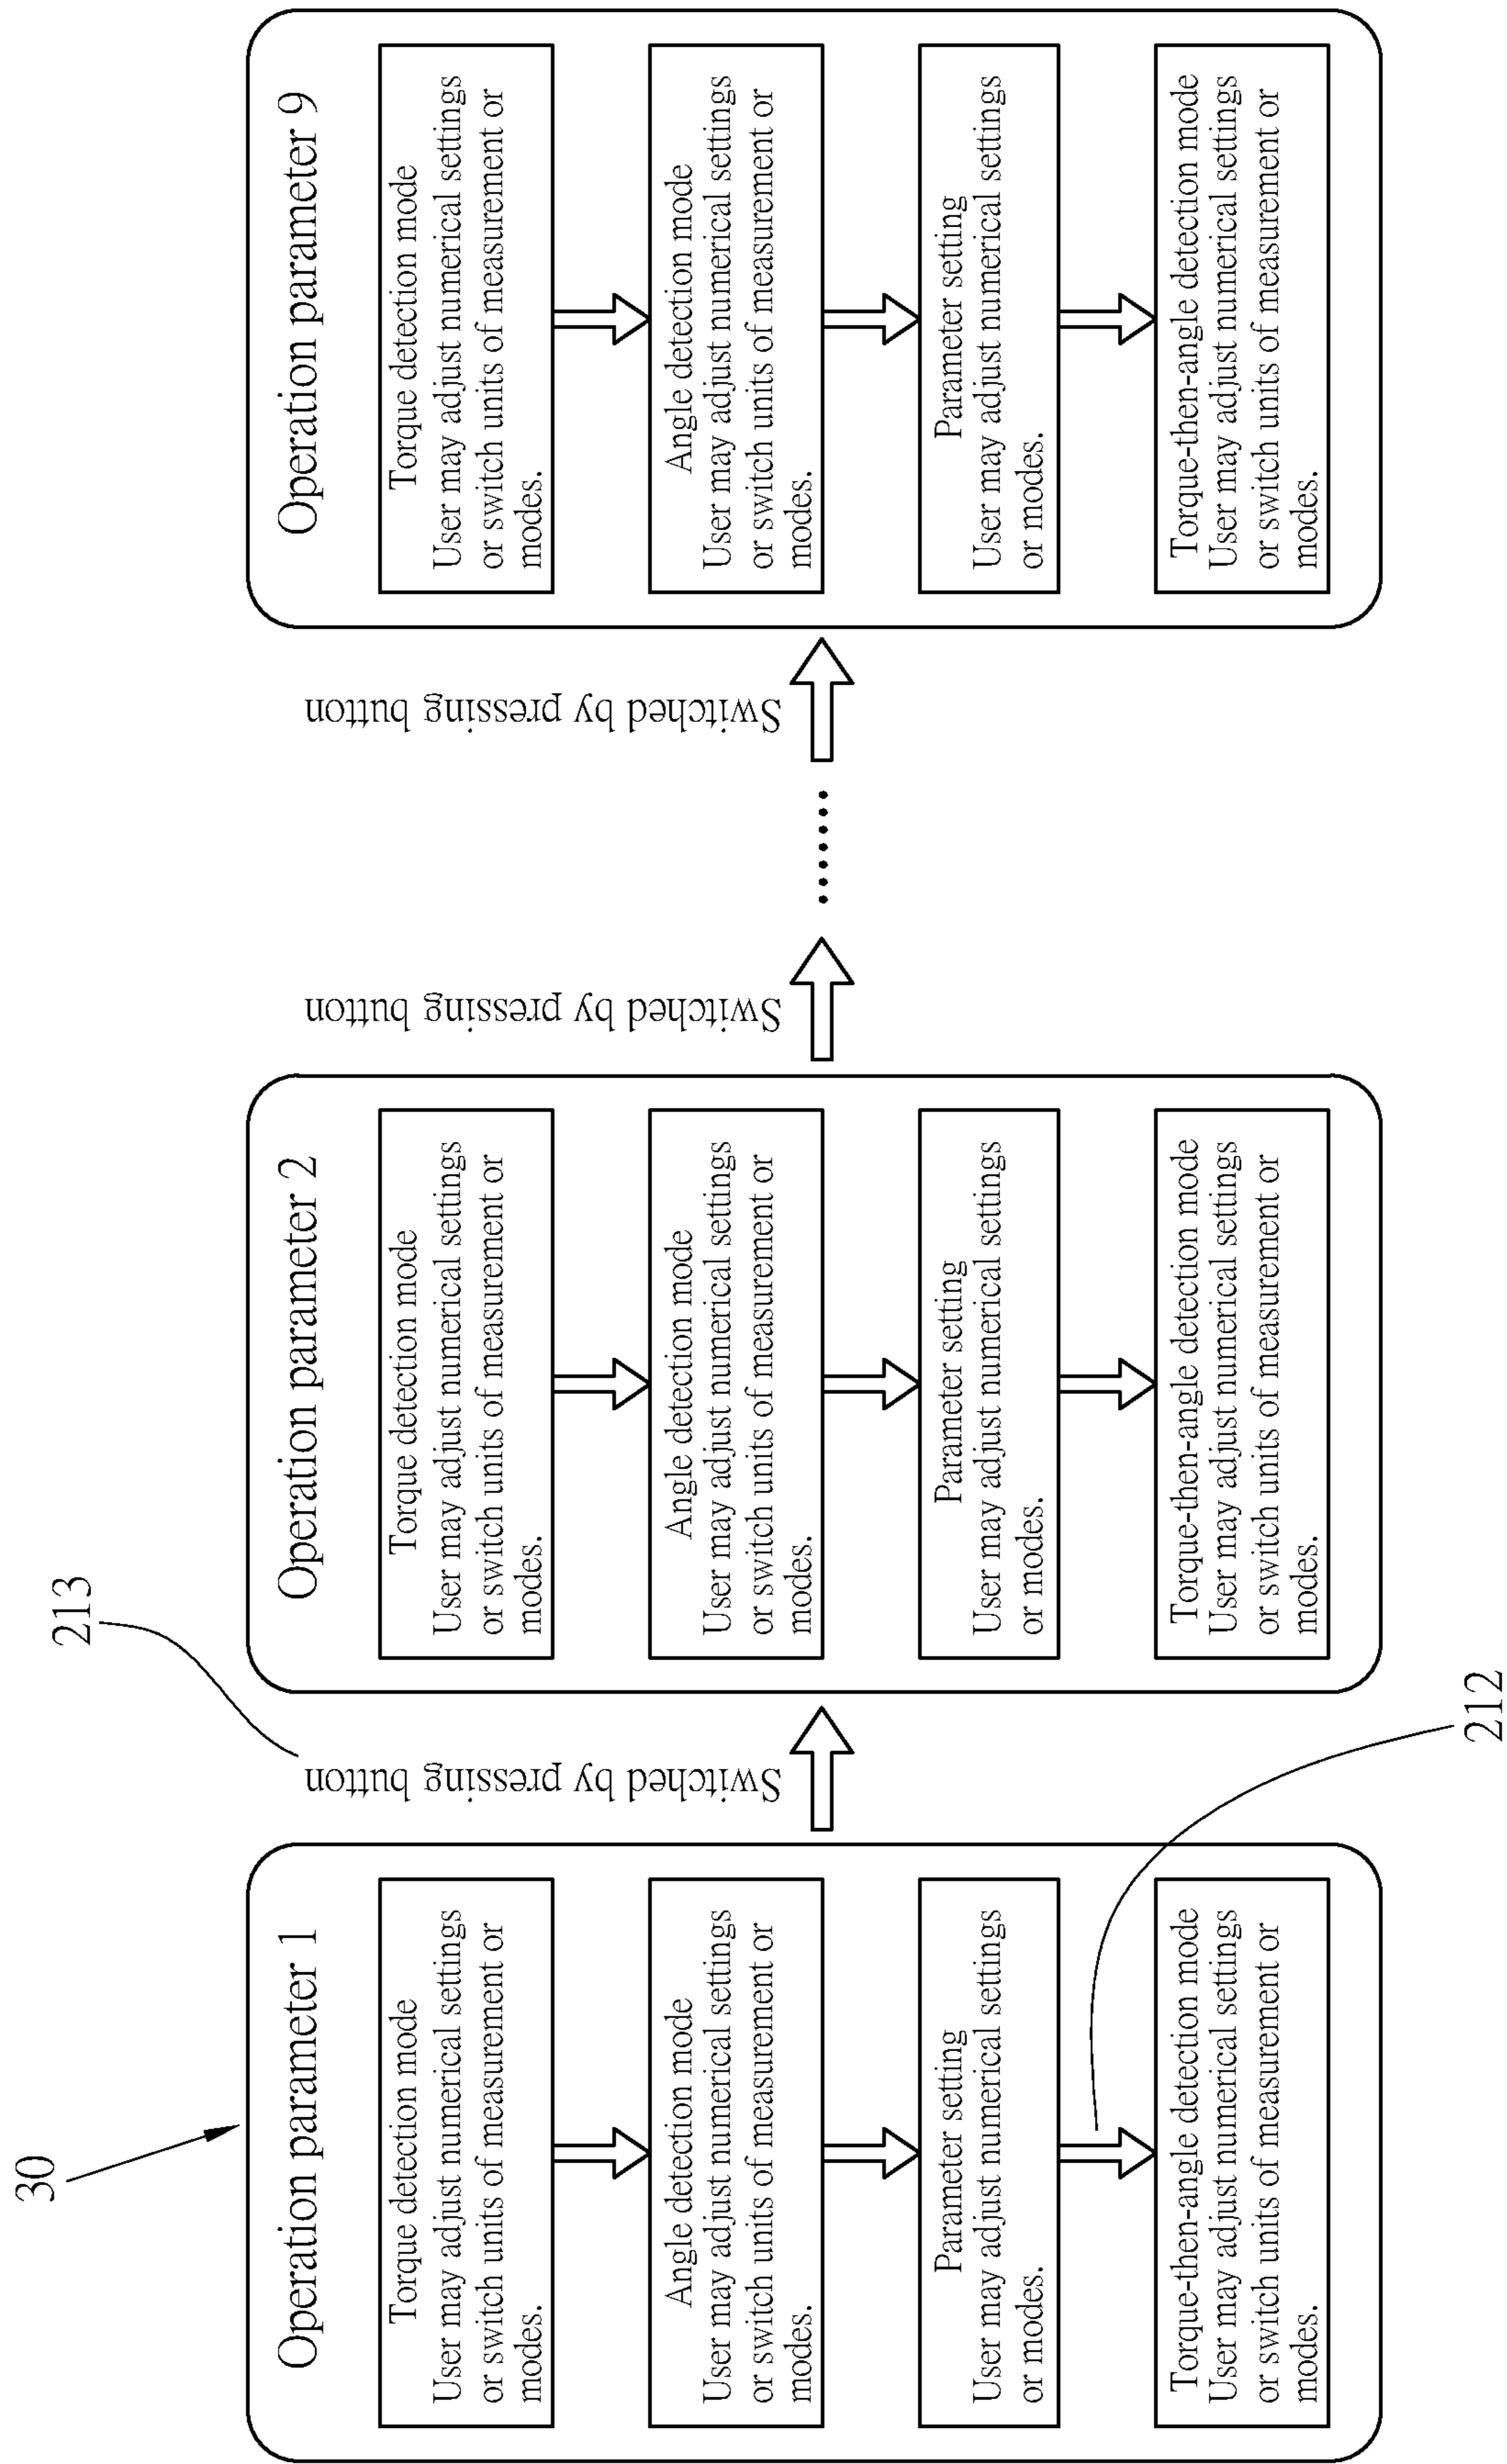 30
Operation parameter 1
Torque detection mode
User may adjust numerical settings
or switch units of measurement or
modes.
Angle detection mode
User may adjust numerical settings
or switch units of measurement or
modes.
Parameter setting
User may adjust numerical settings
or modes.
Torque-then-angle detection mode
User may adjust numerical settings
or switch units of measurement or
modes.
212
213
Switched by pressing button
Operation parameter 2
Torque detection mode
User may adjust numerical settings
or switch units of measurement or
modes.
Angle detection mode
User may adjust numerical settings
or switch units of measurement or
modes.
Parameter setting
User may adjust numerical settings
or modes.
Torque-then-angle detection mode
User may adjust numerical settings
or switch units of measurement or
modes.
Switched by pressing button
......
Switched by pressing button
Operation parameter 9
Torque detection mode
User may adjust numerical settings
or switch units of measurement or
modes.
Angle detection mode
User may adjust numerical settings
or switch units of measurement or
modes.
Parameter setting
User may adjust numerical settings
or modes.
Torque-then-angle detection mode
User may adjust numerical settings
or switch units of measurement or
modes.